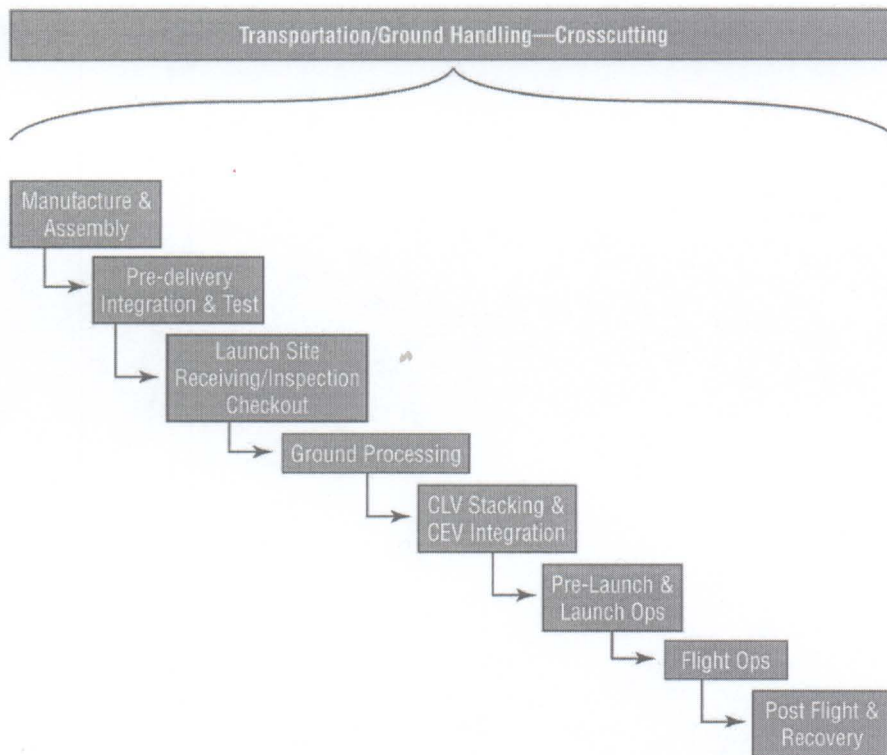 Transportation/Ground Handling—Crosscutting
Manufacture &
Assembly
Pre-delivery
Integration & Test
Launch Site
Receiving/Inspection
Checkout
Ground Processing
CLV Stacking &
CEV Integration
Pre-Launch &
Launch Ops
Flight Ops
Post Flight &
Recovery